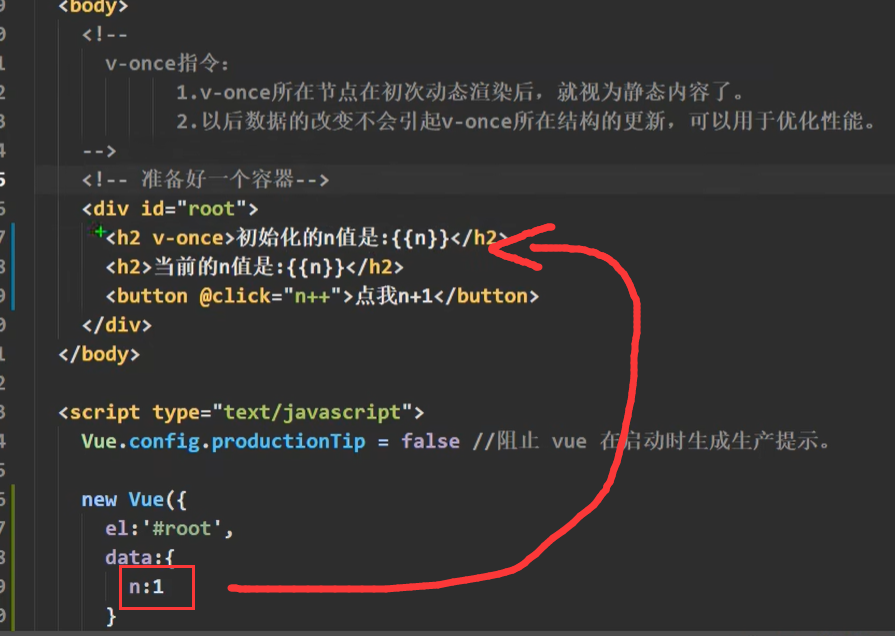 <body>
<!--
v-once指令：
1.v-once所在节点在初次动态渲染后，就视为静态内容了。
2.以后数据的改变不会引起v-once所在结构的更新，可以用于优化性能。
-->
<!-- 准备好一个容器-->
<div id="root">
<h2 v-once>初始化的n值是:{{n}}</h2>
<h2>当前的n值是:{{n}}</h2>
<button @click="n++">点我n+1</button>
</div>
</body>
<script type="text/javascript">
Vue.config.productionTip = false //阻止 vue 在启动时生成生产提示。
new Vue({
el:'#root',
data:{
n:1
}